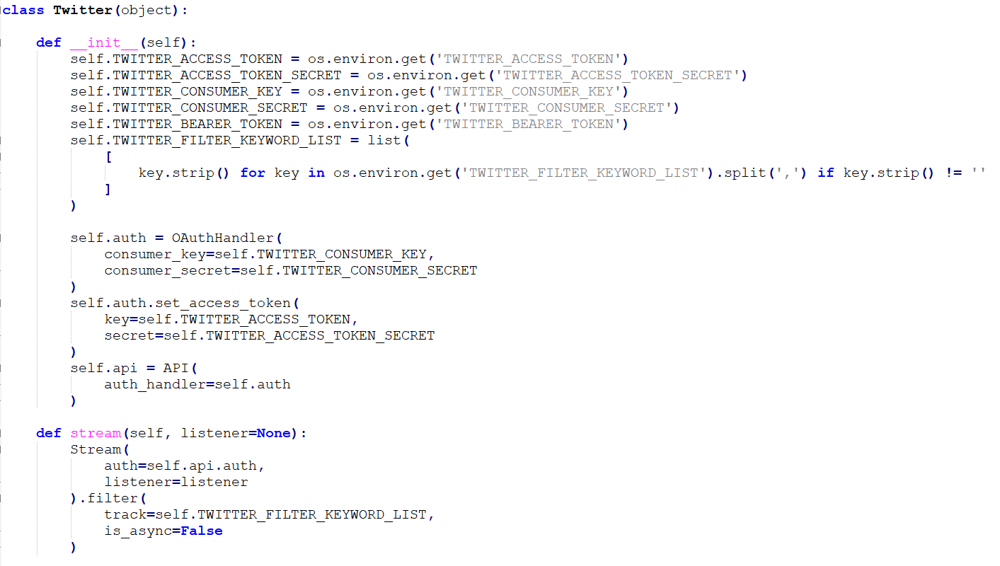 class Twitter(object):
    def __init__(self):
        self.TWITTER_ACCESS_TOKEN = os.environ.get('TWITTER_ACCESS_TOKEN')
        self.TWITTER_ACCESS_TOKEN_SECRET = os.environ.get('TWITTER_ACCESS_TOKEN_SECRET')
        self.TWITTER_CONSUMER_KEY = os.environ.get('TWITTER_CONSUMER_KEY')
        self.TWITTER_CONSUMER_SECRET = os.environ.get('TWITTER_CONSUMER_SECRET')
        self.TWITTER_BEARER_TOKEN = os.environ.get('TWITTER_BEARER_TOKEN')
        self.TWITTER_FILTER_KEYWORD_LIST = list(
            [
                key.strip() for key in os.environ.get('TWITTER_FILTER_KEYWORD_LIST').split(',') if key.strip() != ''
            ]
        )
        self.auth = OAuthHandler(
            consumer_key=self.TWITTER_CONSUMER_KEY,
            consumer_secret=self.TWITTER_CONSUMER_SECRET
        )
        self.auth.set_access_token(
            key=self.TWITTER_ACCESS_TOKEN,
            secret=self.TWITTER_ACCESS_TOKEN_SECRET
        )
        self.api = API(
            auth_handler=self.auth
        )
    def stream(self, listener=None):
        Stream(
            auth=self.api.auth,
            listener=listener
        ).filter(
            track=self.TWITTER_FILTER_KEYWORD_LIST,
            is_async=False
        )